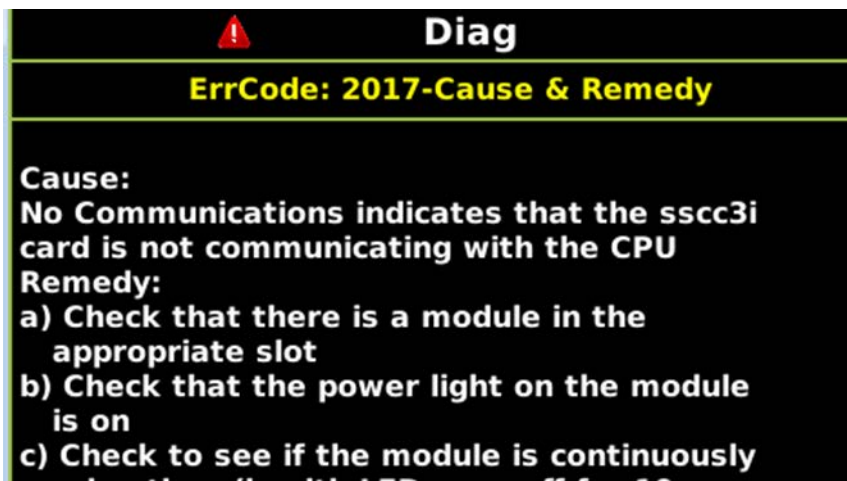 Diag
ErrCode: 2017-Cause & Remedy
Cause:
No Communications indicates that the sscc3i
card is not communicating with the CPU
Remedy:
a) Check that there is a module in the
appropriate slot
b) Check that the power light on the module
is on
c) Check to see if the module is continuously